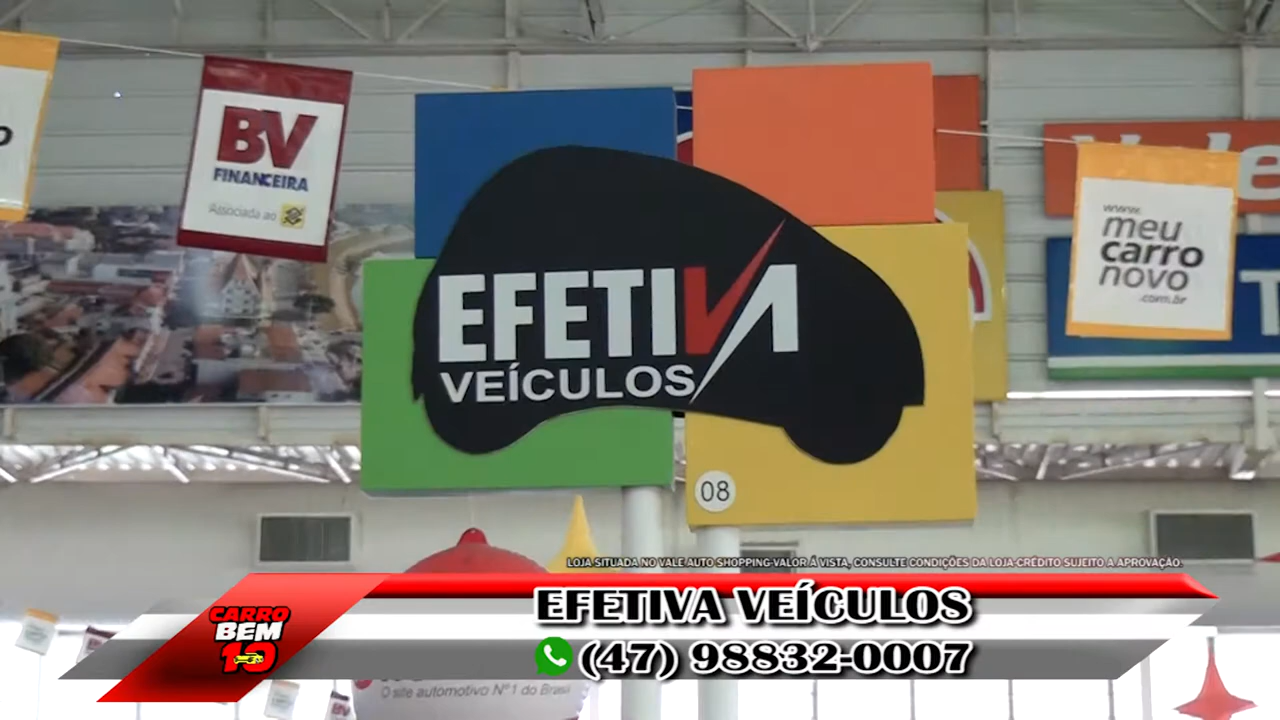 BV
FINANCEIRA
Associada ao
www.
meu
carro
novo
.com.br
EFETIVA
VEÍCULOS
08
LOJA SITUADA NO VALE AUTO SHOPPING-VALOR Á VISTA, CONSULTE CONDIÇÕES DA LOJA-CRÉDITO SUJEITO A APROVAÇÃO.
EFETIVA VEÍCULOS
(47) 98832-0007
CARRO
BEM
10
O site automotivo Nº1 do Brasil
BV